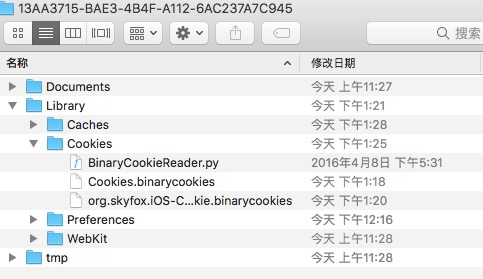 13AA3715-BAE3-4B4F-A112-6AC237A7C945
搜索
名称 修改日期
Documents 今天 上午11:27
Library 今天 下午1:21
Caches 今天 下午1:28
Cookies 今天 下午1:25
BinaryCookieReader.py 2016年4月8日 下午5:31
Cookies.binarycookies 今天 下午1:18
org.skyfox.iOS-C...kie.binarycookies 今天 下午1:20
Preferences 今天 下午12:16
WebKit 今天 上午11:28
tmp 今天 上午11:28